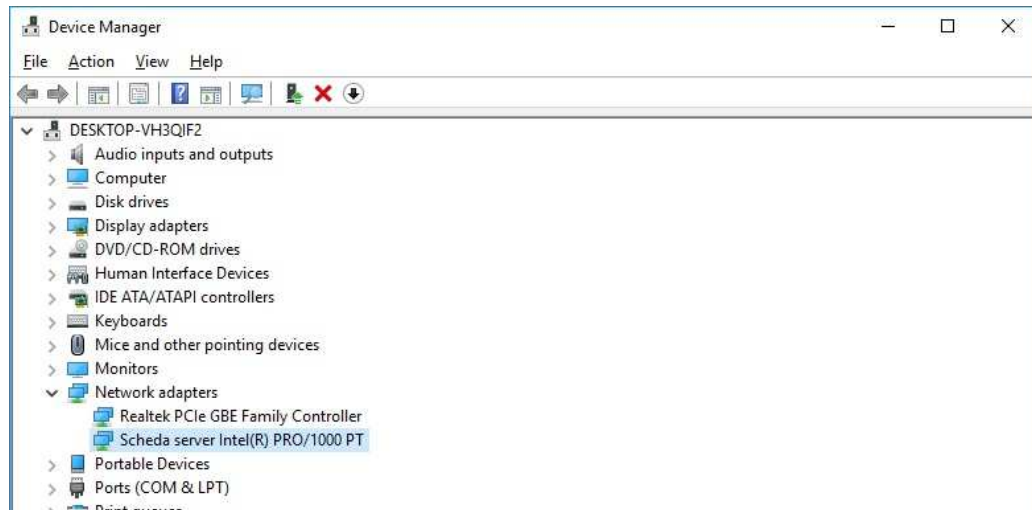 Device Manager
File Action View Help
DESKTOP-VH3QIF2
Audio inputs and outputs
Computer
Disk drives
Display adapters
DVD/CD-ROM drives
Human Interface Devices
IDE ATA/ATAPI controllers
Keyboards
Mice and other pointing devices
Monitors
Network adapters
Realtek PCIe GBE Family Controller
Scheda server Intel(R) PRO/1000 PT
Portable Devices
Ports (COM & LPT)
Print queues